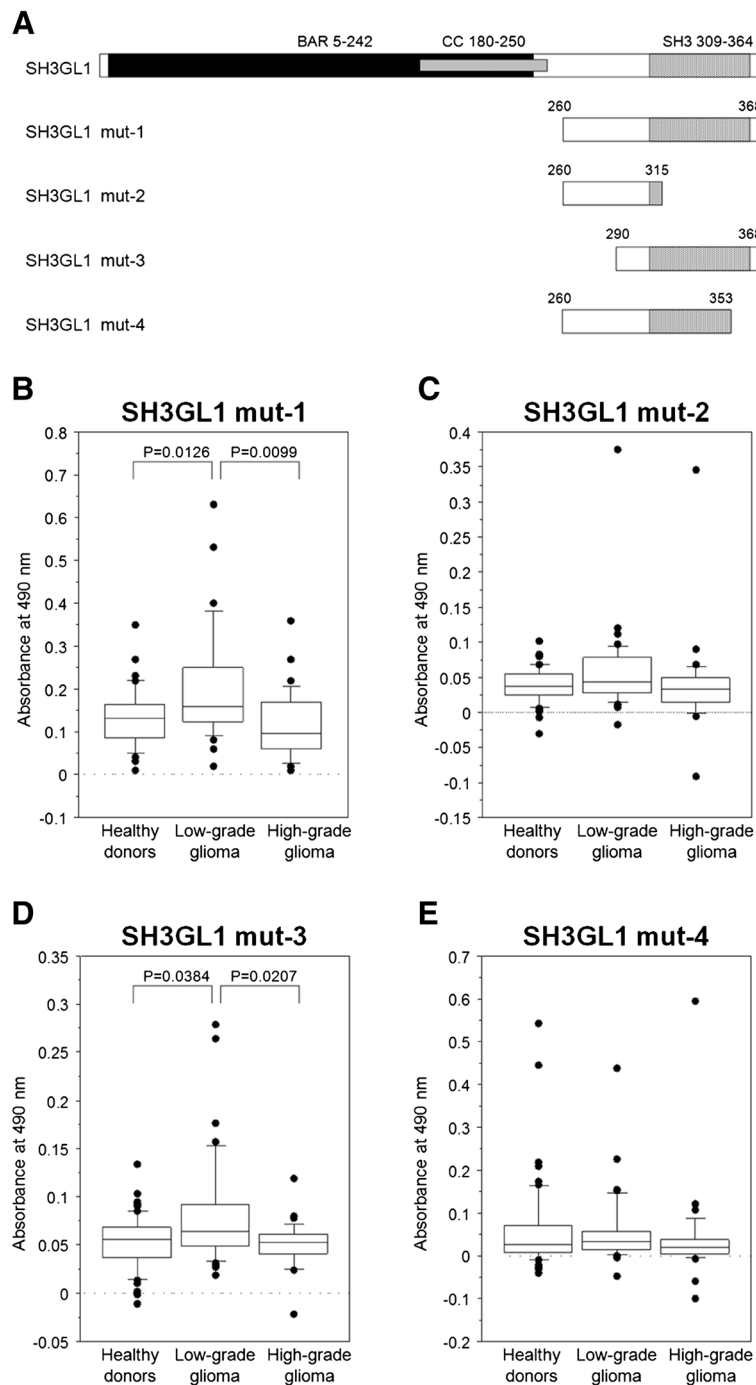 A
BAR 5-242 CC 180-250 SH3 309-364
SH3GL1
260 368
SH3GL1 mut-1
260 315
SH3GL1 mut-2
290 368
SH3GL1 mut-3
260 353
SH3GL1 mut-4
B
SH3GL1 mut-1
P=0.0126 P=0.0099
Absorbance at 490 nm
0.8
0.7
0.6
0.5
0.4
0.3
0.2
0.1
0
-0.1
Healthy donors
Low-grade glioma
High-grade glioma
C
SH3GL1 mut-2
Absorbance at 490 nm
0.4
0.35
0.3
0.25
0.2
0.15
0.1
0.05
0
-0.05
-0.1
-0.15
Healthy donors
Low-grade glioma
High-grade glioma
D
SH3GL1 mut-3
P=0.0384 P=0.0207
Absorbance at 490 nm
0.35
0.3
0.25
0.2
0.15
0.1
0.05
0
-0.05
Healthy donors
Low-grade glioma
High-grade glioma
E
SH3GL1 mut-4
Absorbance at 490 nm
0.7
0.6
0.5
0.4
0.3
0.2
0.1
0
-0.1
-0.2
Healthy donors
Low-grade glioma
High-grade glioma